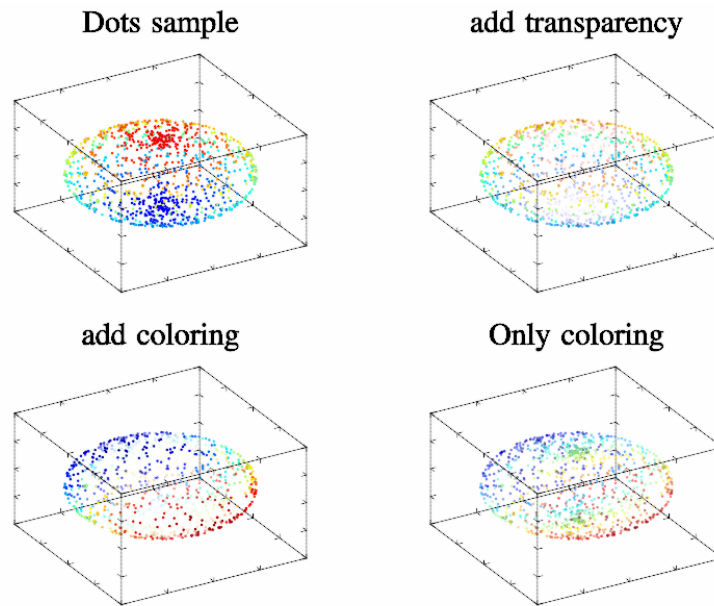 Dots sample
add transparency
add coloring
Only coloring